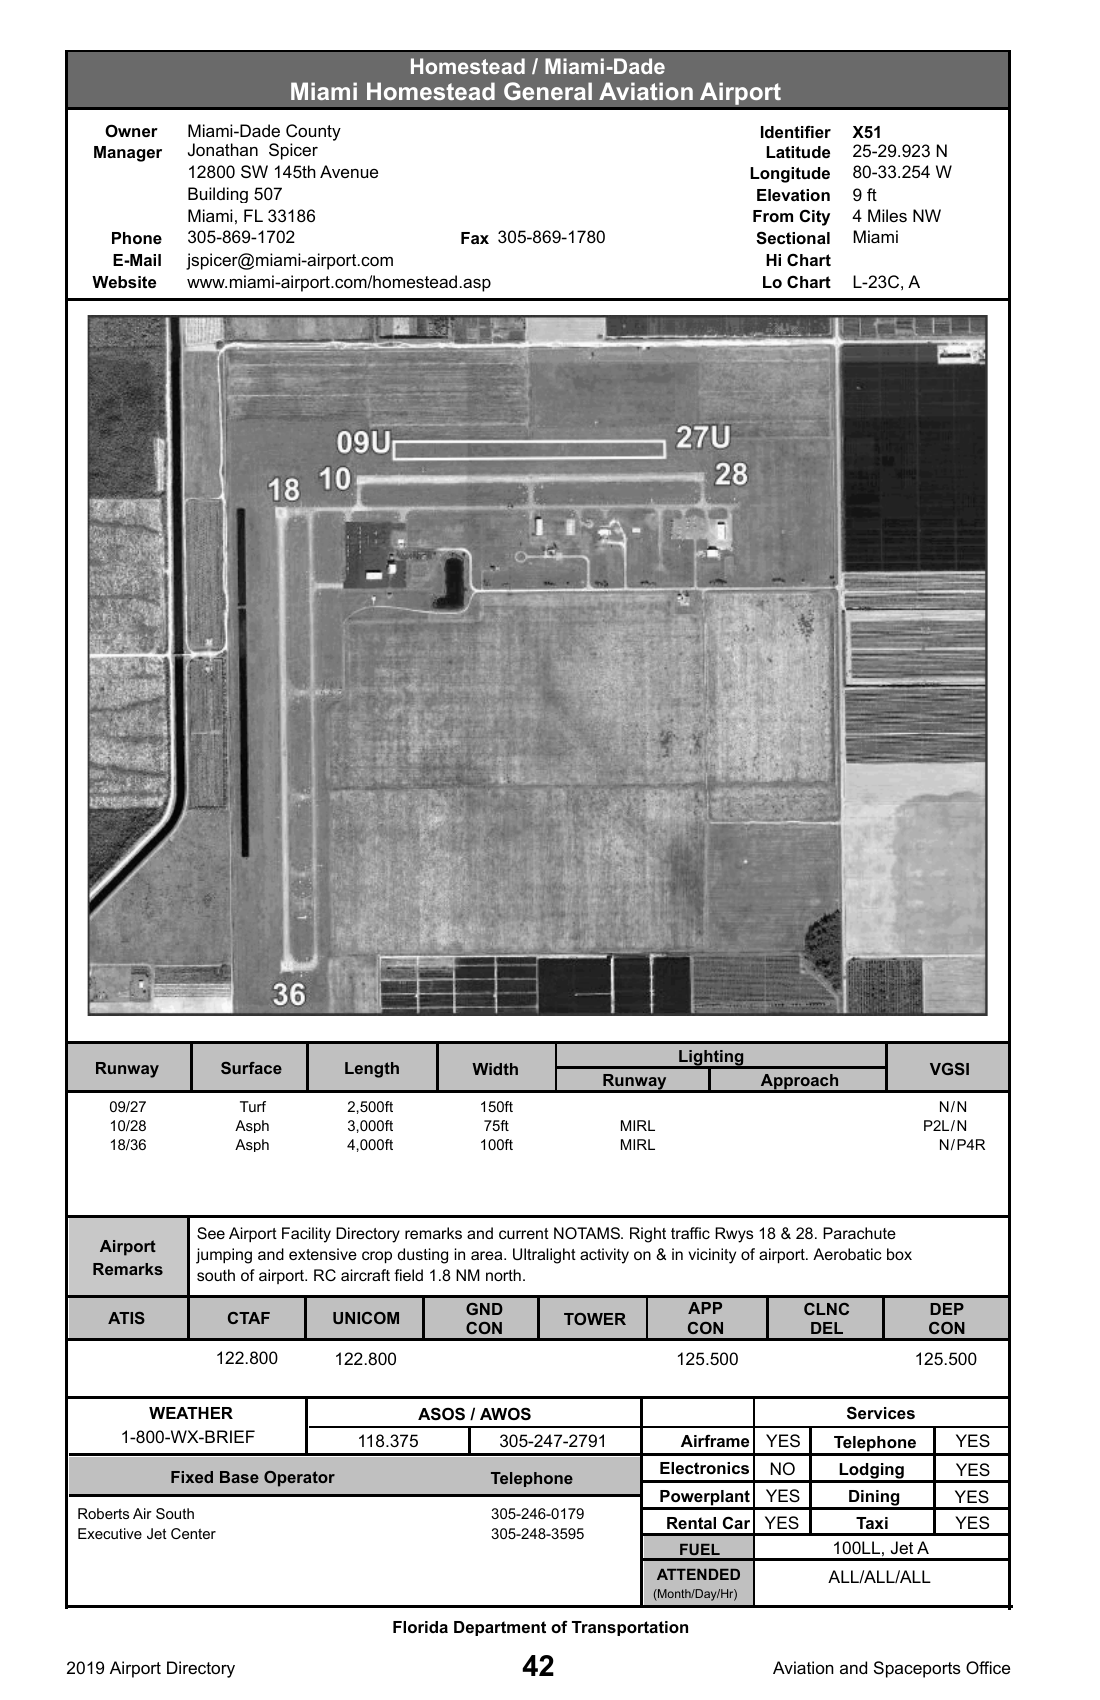 Homestead / Miami-Dade
Miami Homestead General Aviation Airport
Owner Miami-Dade County
Manager Jonathan Spicer
12800 SW 145th Avenue
Building 507
Miami, FL 33186
Phone 305-869-1702 Fax 305-869-1780
E-Mail jspicer@miami-airport.com
Website www.miami-airport.com/homestead.asp
Identifier X51
Latitude 25-29.923 N
Longitude 80-33.254 W
Elevation 9 ft
From City 4 Miles NW
Sectional Miami
Hi Chart
Lo Chart L-23C, A
09U 27U
10 28
18
36
Runway Surface Length Width Lighting VGSI
Runway Approach
09/27 Turf 2,500ft 150ft N/N
10/28 Asph 3,000ft 75ft MIRL P2L/N
18/36 Asph 4,000ft 100ft MIRL N/P4R
Airport Remarks
See Airport Facility Directory remarks and current NOTAMS. Right traffic Rwys 18 & 28. Parachute
jumping and extensive crop dusting in area. Ultralight activity on & in vicinity of airport. Aerobatic box
south of airport. RC aircraft field 1.8 NM north.
ATIS CTAF UNICOM GND CON TOWER APP CON CLNC DEL DEP CON
122.800 122.800 125.500 125.500
WEATHER
1-800-WX-BRIEF
ASOS / AWOS
118.375 305-247-2791
Fixed Base Operator Telephone
Roberts Air South 305-246-0179
Executive Jet Center 305-248-3595
Services
Airframe YES Telephone YES
Electronics NO Lodging YES
Powerplant YES Dining YES
Rental Car YES Taxi YES
FUEL 100LL, Jet A
ATTENDED ALL/ALL/ALL
(Month/Day/Hr)
Florida Department of Transportation
2019 Airport Directory 42 Aviation and Spaceports Office